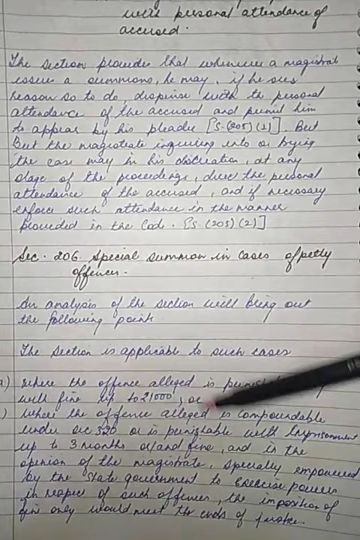 with personal attendance of
accused.
The section provides that whenever a magistrate
issues a summons, he may, if he sees
reason so to do, dispense with the personal
attendance of the accused and permit him
to appear by his pleader [S-(205)(1)]. But
But the magistrate inquiring into or trying
the case may in his discretion, at any
stage of the proceedings, direct the personal
attendance of the accused, and if necessary
enforce such attendance in the manner
provided in the Code. [S (205)(2)]
Sec. 206 Special summon in cases of petty
offences.
An analysis of the section will bring out
the following points
The section is applicable to such cases
where the offence alleged is
with fine up to ₹1000, or
where the offence alleged is compoundable
under sec 320 or is punishable with Imprisonment
up to 3 months or/and fine, and in the
opinion of the magistrate, specially empowered
by the State government to exercise powers
in respect of such offences, the imposition of
fine only would meet the ends of justice.